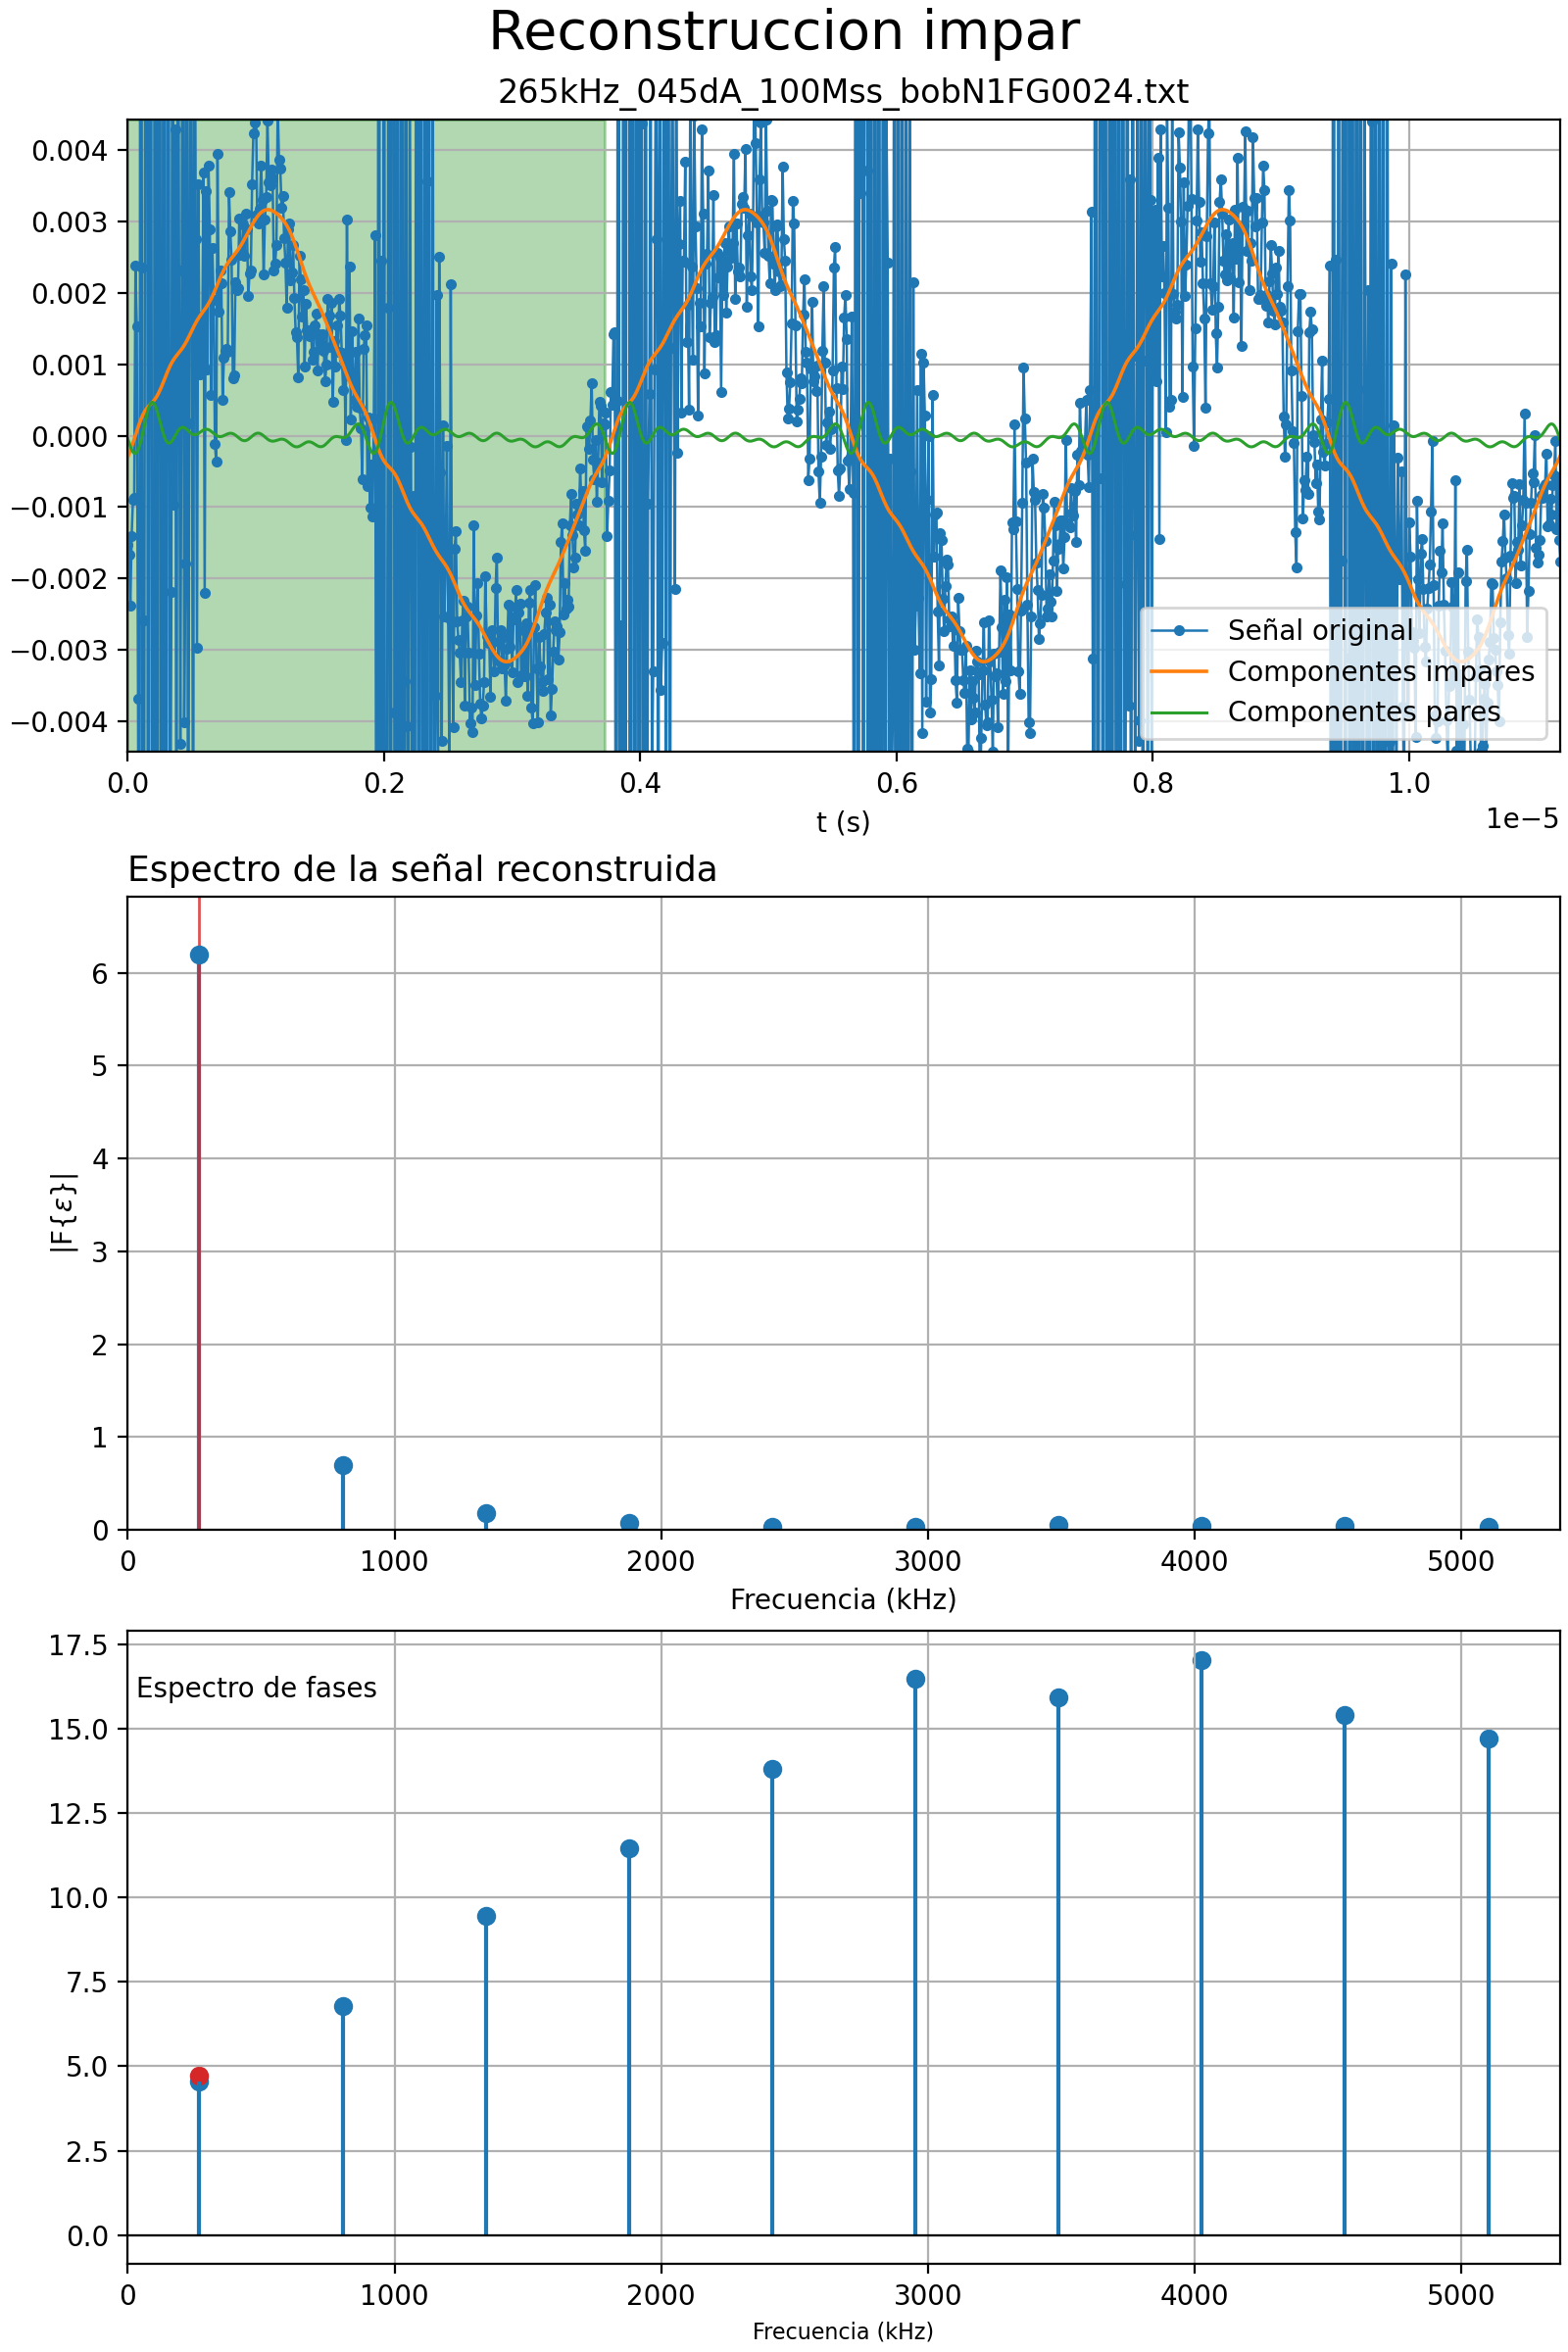 Reconstruccion impar
265kHz_045dA_100Mss_bobN1FG0024.txt
0.004
0.003
0.002
0.001
0.000
−0.001
−0.002
−0.003
−0.004
Señal original
Componentes impares
Componentes pares
0.0 0.2 0.4 0.6 0.8 1.0
1e−5
t (s)
Espectro de la señal reconstruida
6
5
4
3
2
1
0
|F{ε}|
0 1000 2000 3000 4000 5000
Frecuencia (kHz)
17.5
Espectro de fases
15.0
12.5
10.0
7.5
5.0
2.5
0.0
0 1000 2000 3000 4000 5000
Frecuencia (kHz)